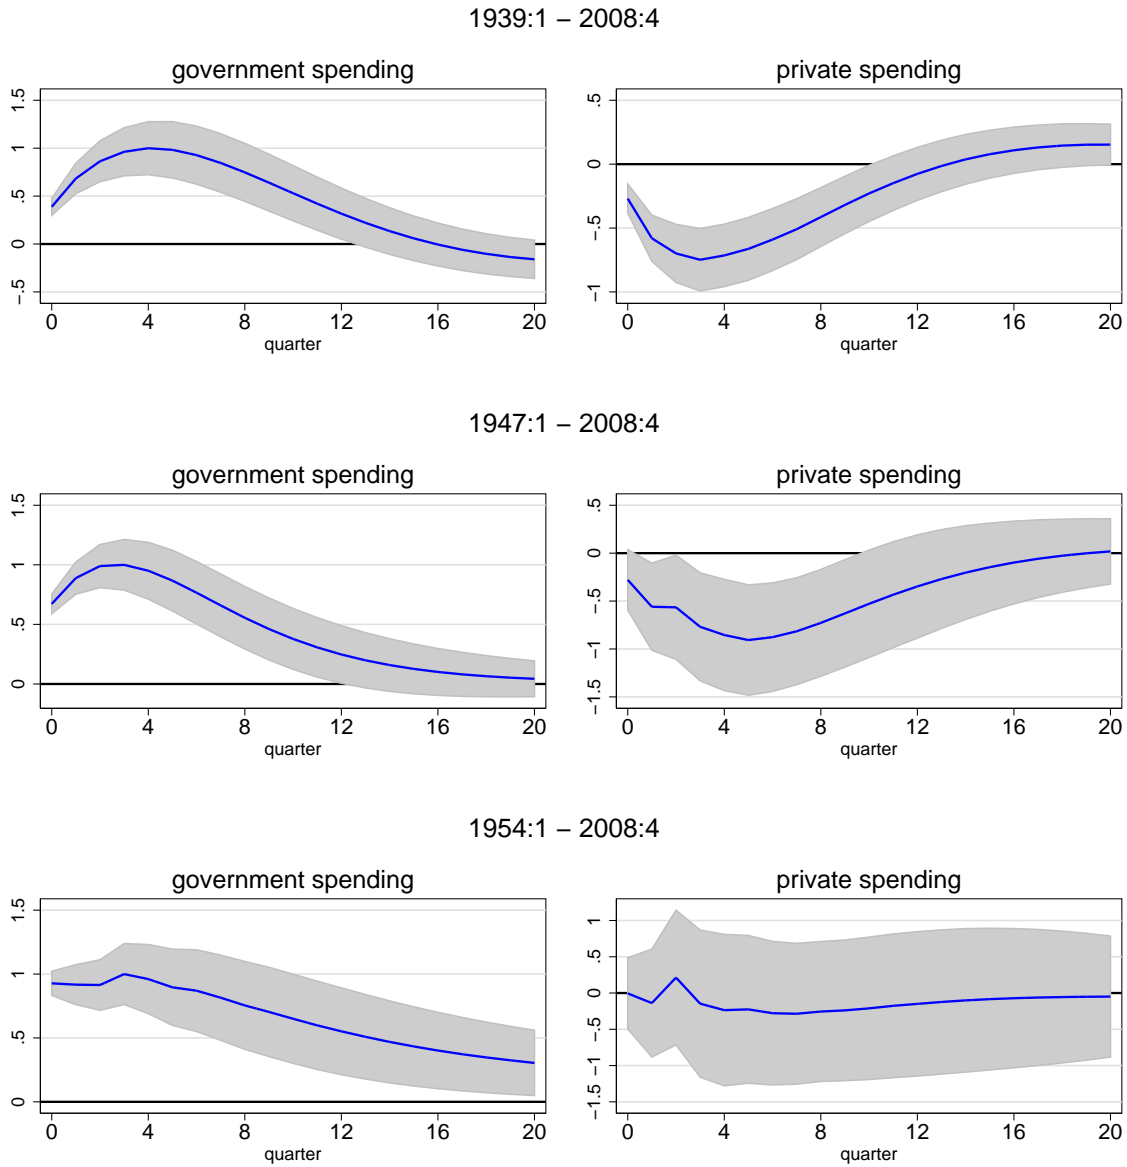 1939:1 − 2008:4
government spending
private spending
1.5
1
.5
0
−.5
0 4 8 12 16 20
quarter
.5
0
−.5
−1
0 4 8 12 16 20
quarter
1947:1 − 2008:4
government spending
private spending
1.5
1
.5
0
0 4 8 12 16 20
quarter
.5
0
−.5
−1
−1.5
0 4 8 12 16 20
quarter
1954:1 − 2008:4
government spending
private spending
1.5
1
.5
0
0 4 8 12 16 20
quarter
1
.5
0
−.5
−1
−1.5
0 4 8 12 16 20
quarter